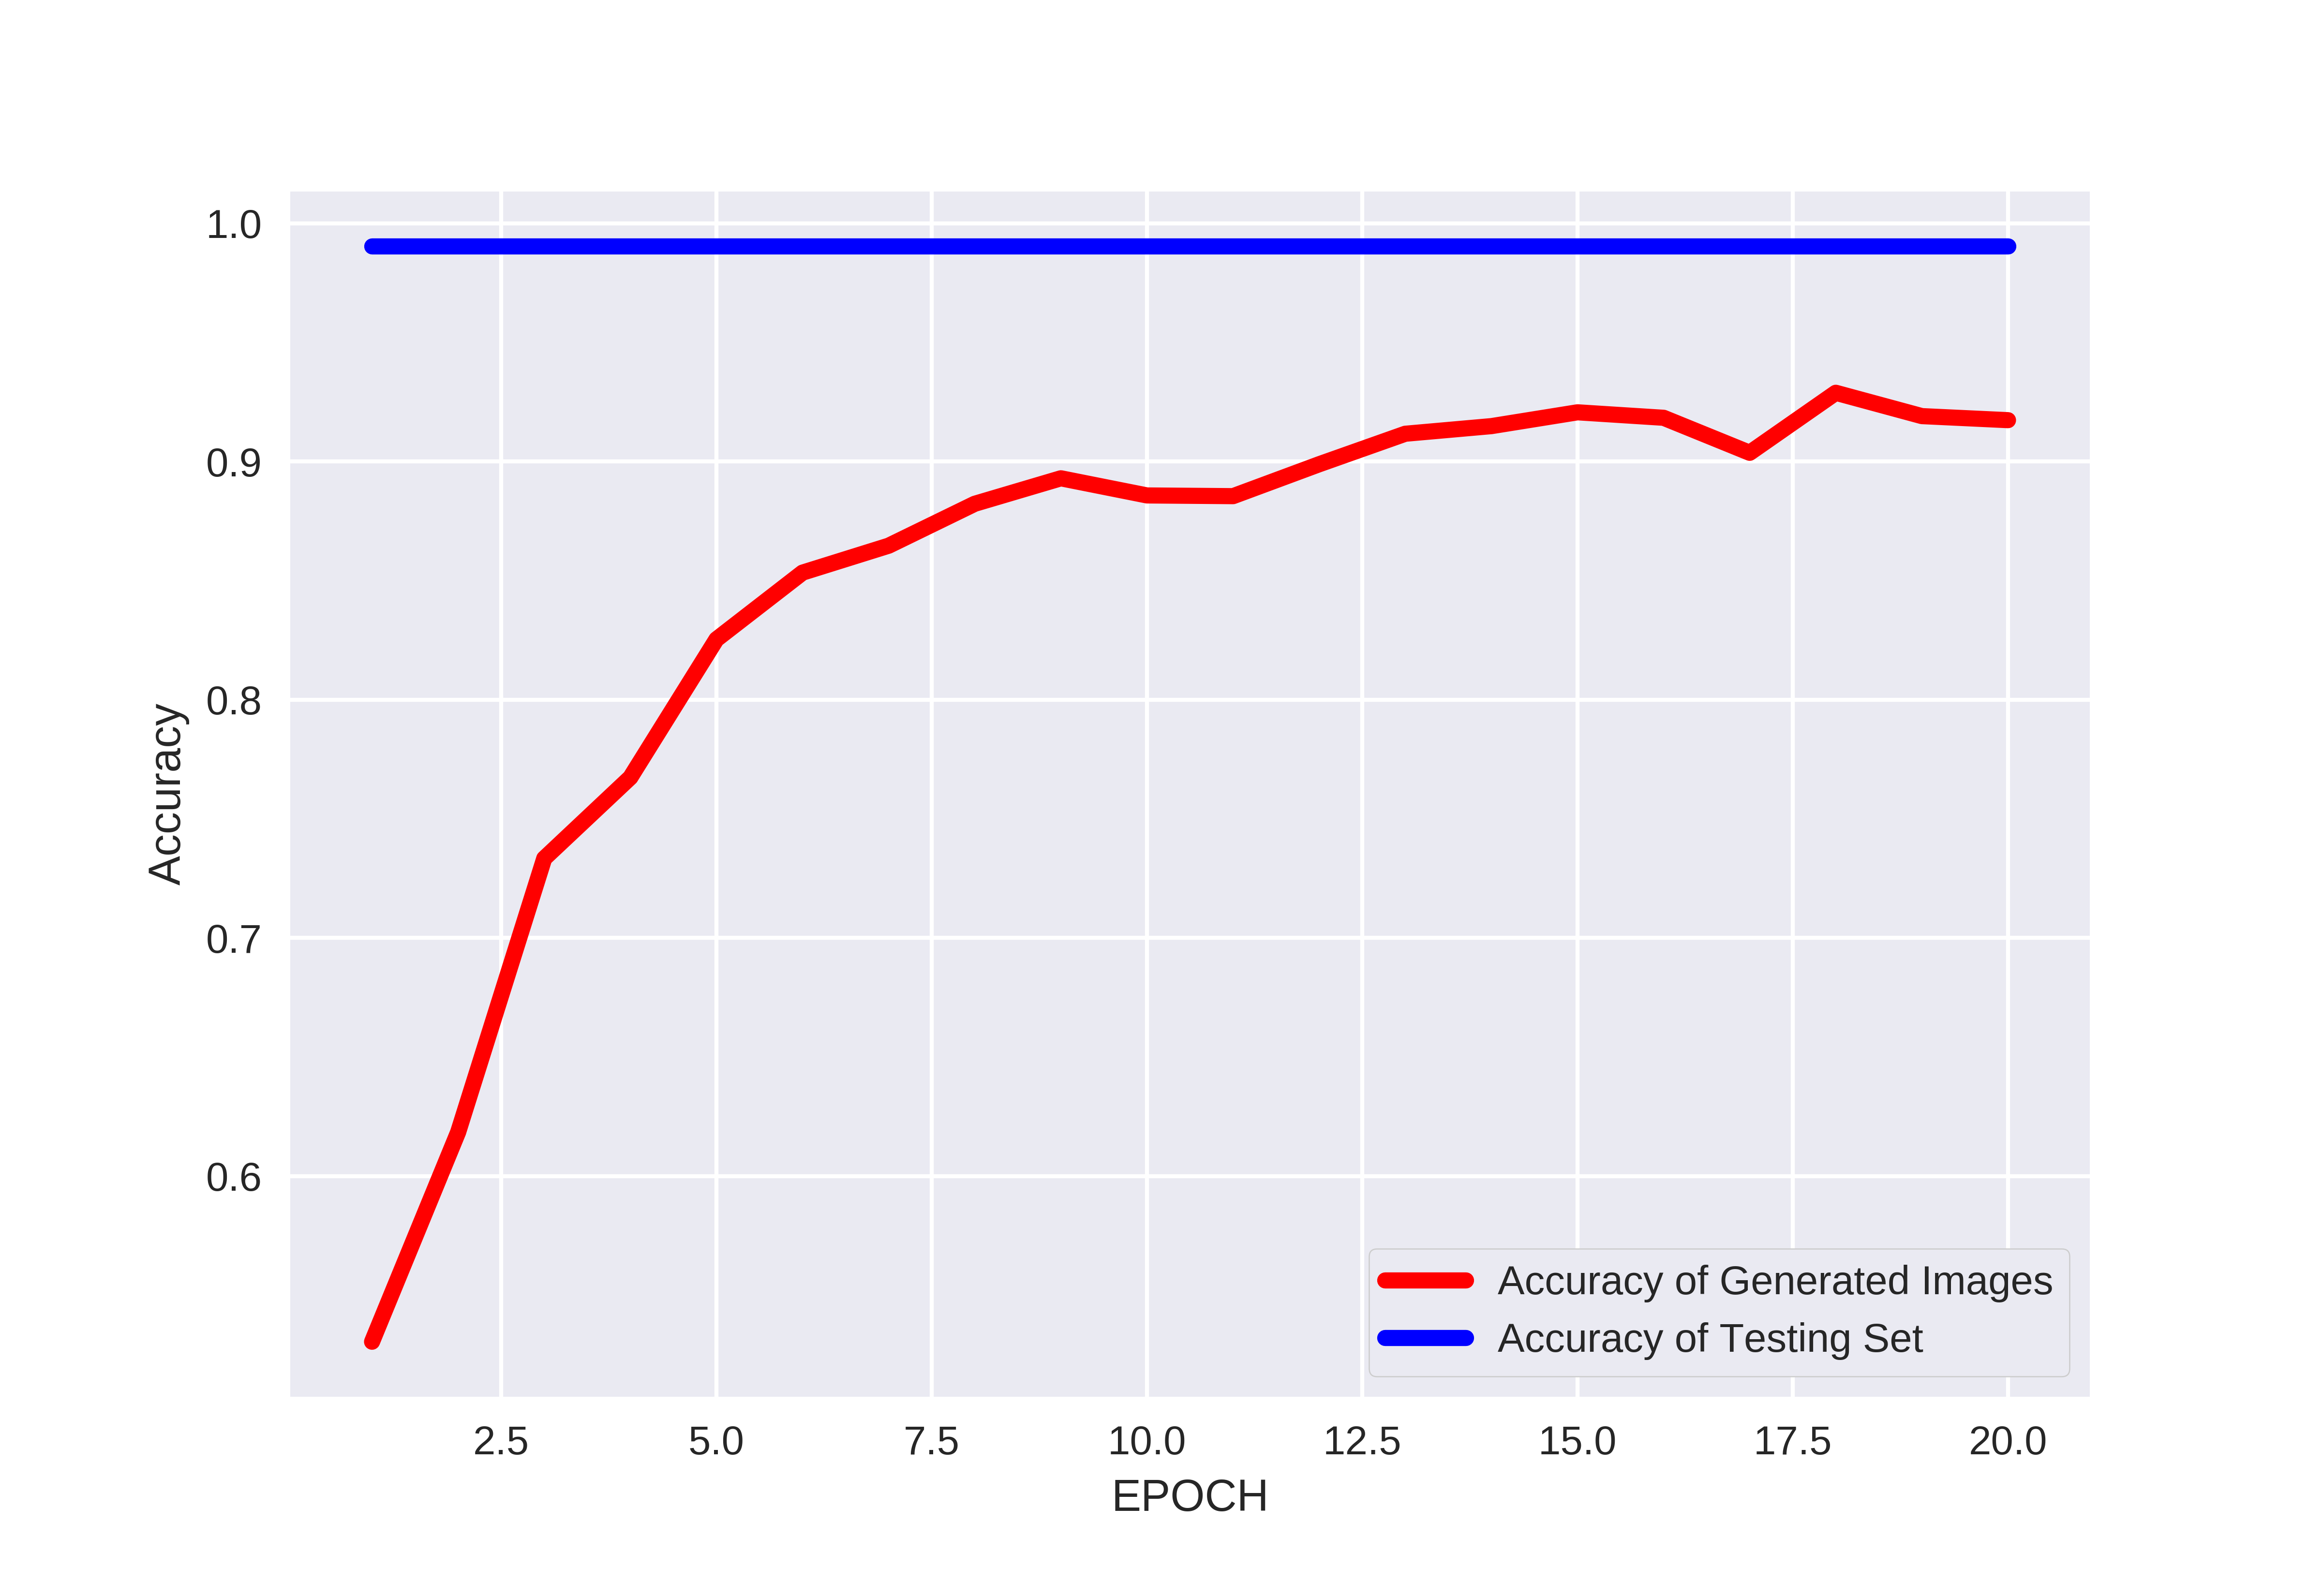 1.0
0.9
0.8
0.7
0.6
Accuracy
2.5 5.0 7.5 10.0 12.5 15.0 17.5 20.0
EPOCH
Accuracy of Generated Images
Accuracy of Testing Set